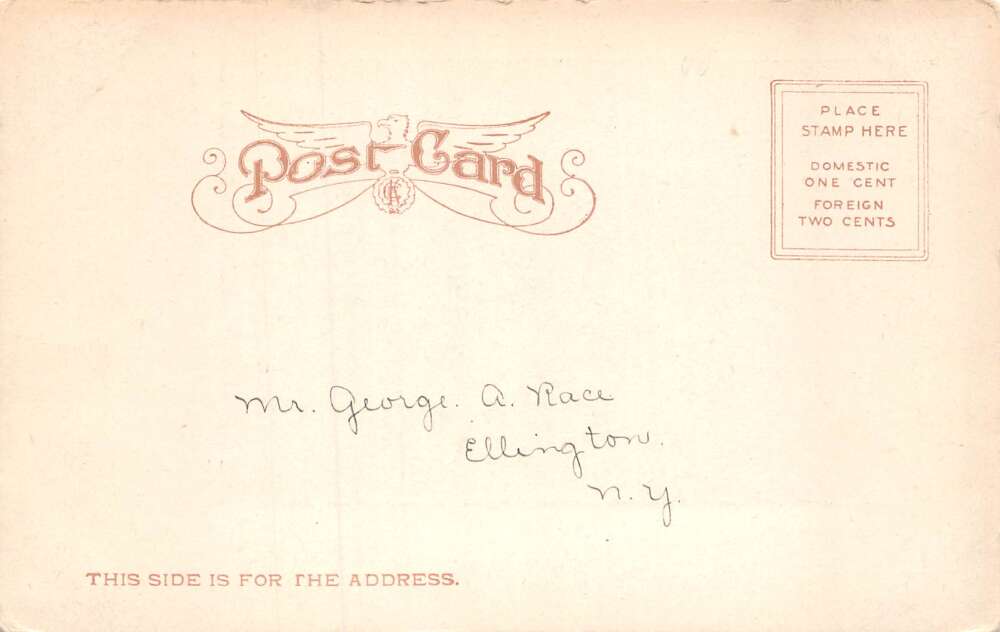 Post Card
PLACE
STAMP HERE
DOMESTIC
ONE CENT
FOREIGN
TWO CENTS
Mr. George. A. Race
Ellington.
N.Y.
THIS SIDE IS FOR THE ADDRESS.